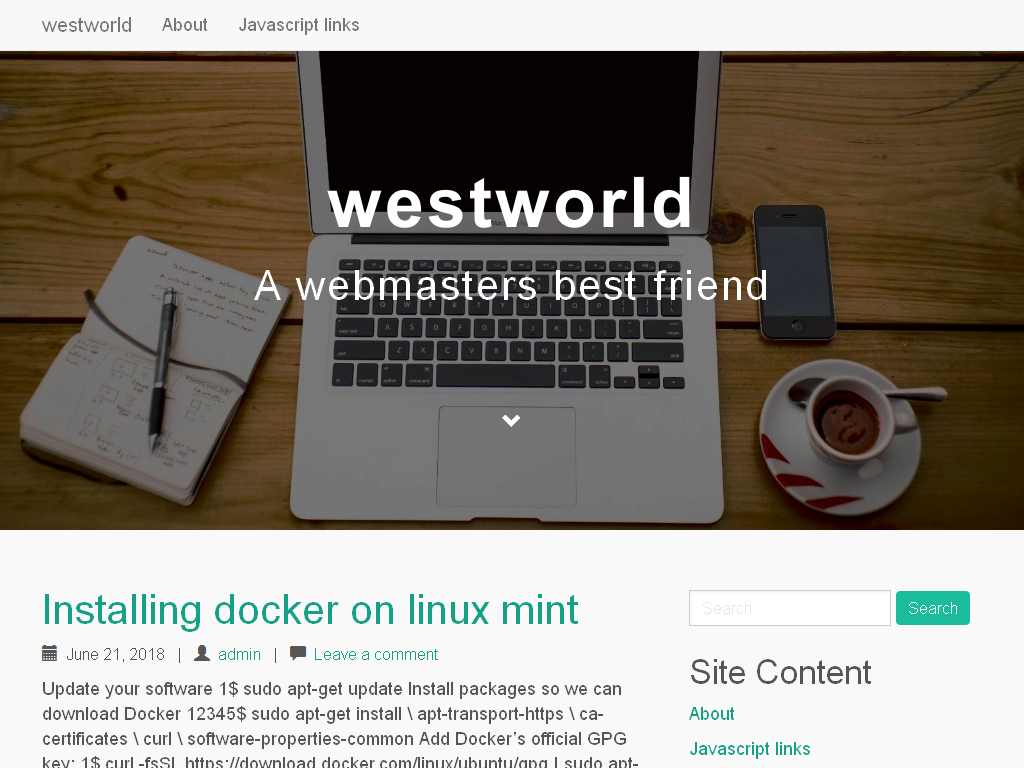 westworld About Javascript links
westworld
A webmasters best friend
Installing docker on linux mint
June 21, 2018 | admin | Leave a comment
Update your software 1$ sudo apt-get update Install packages so we can
download Docker 12345$ sudo apt-get install \ apt-transport-https \ ca-
certificates \ curl \ software-properties-common Add Docker’s official GPG
key: 1$ curl -fsSL https://download.docker.com/linux/ubuntu/gpg | sudo apt-
Search …
Search
Site Content
About
Javascript links